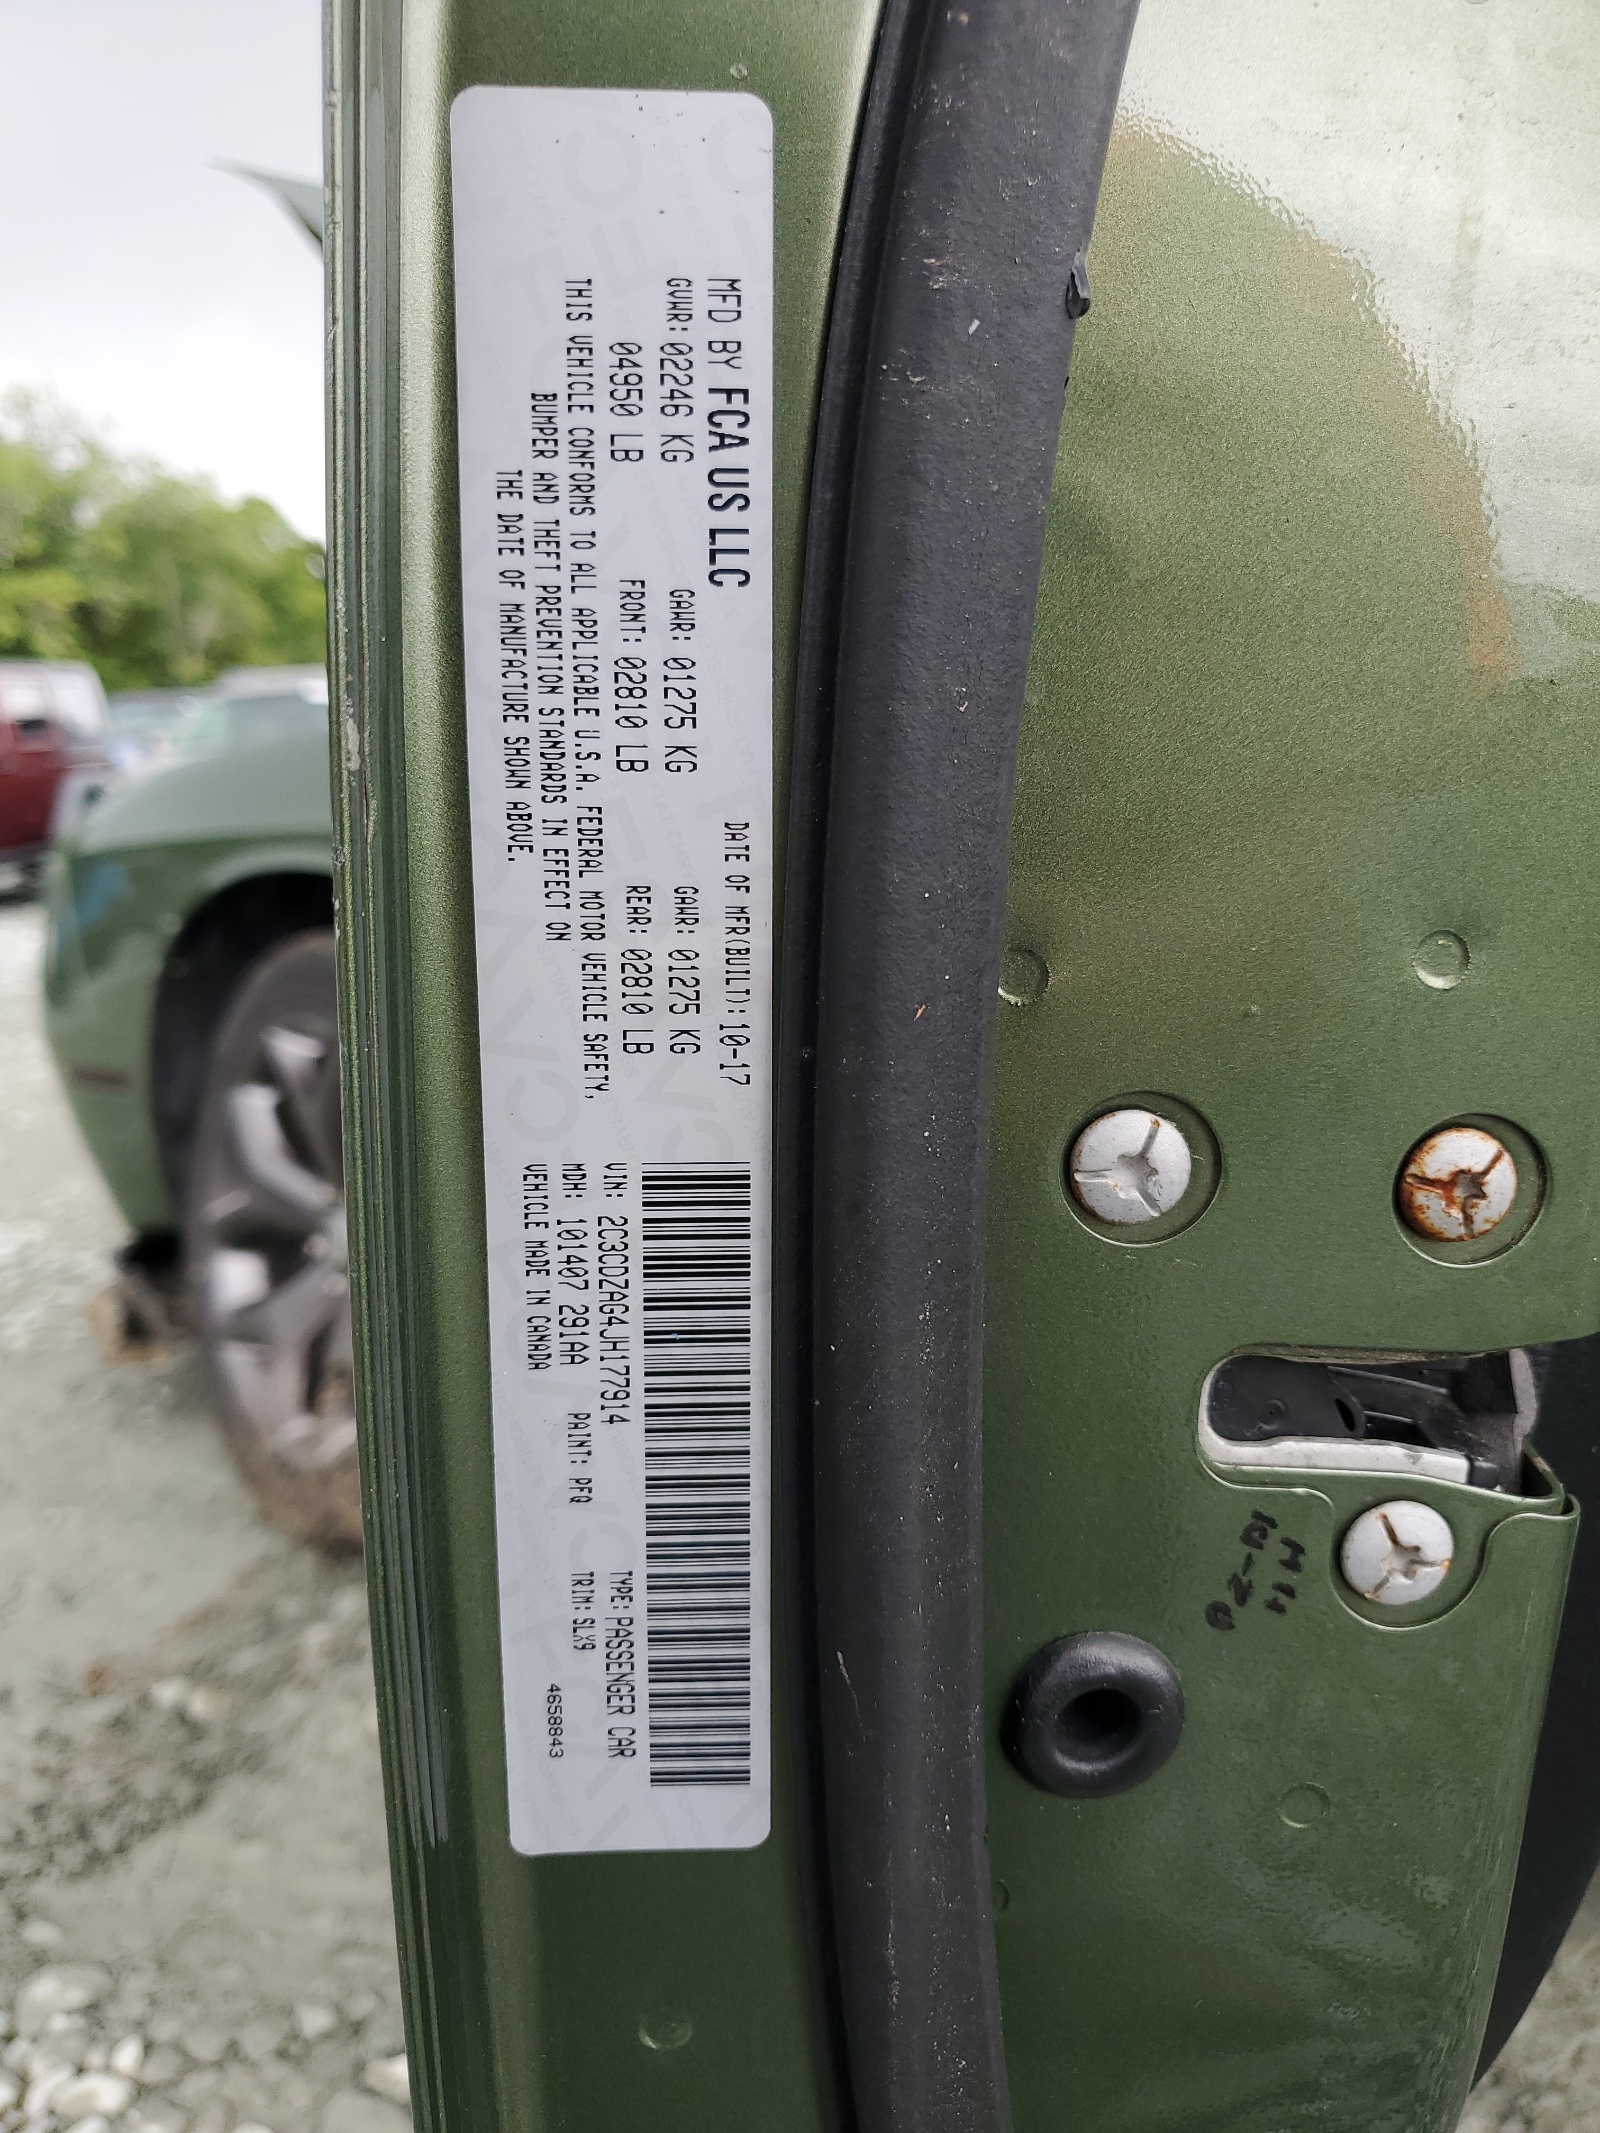 MFD BY FCA US LLC
DATE OF MFR(BUILT):10-17
GVWR: 02246 KG
GAWR: 01275 KG
GAWR: 01275 KG
04950 LB
FRONT: 02810 LB
REAR: 02810 LB
THIS VEHICLE CONFORMS TO ALL APPLICABLE U.S.A. FEDERAL MOTOR VEHICLE SAFETY,
BUMPER AND THEFT PREVENTION STANDARDS IN EFFECT ON
THE DATE OF MANUFACTURE SHOWN ABOVE.
VIN: 2C3CDZAG4JH177914
TYPE: PASSENGER CAR
MDH: 101407 291AA
PAINT: PFQ
TRIM: SLX9
VEHICLE MADE IN CANADA
4658843